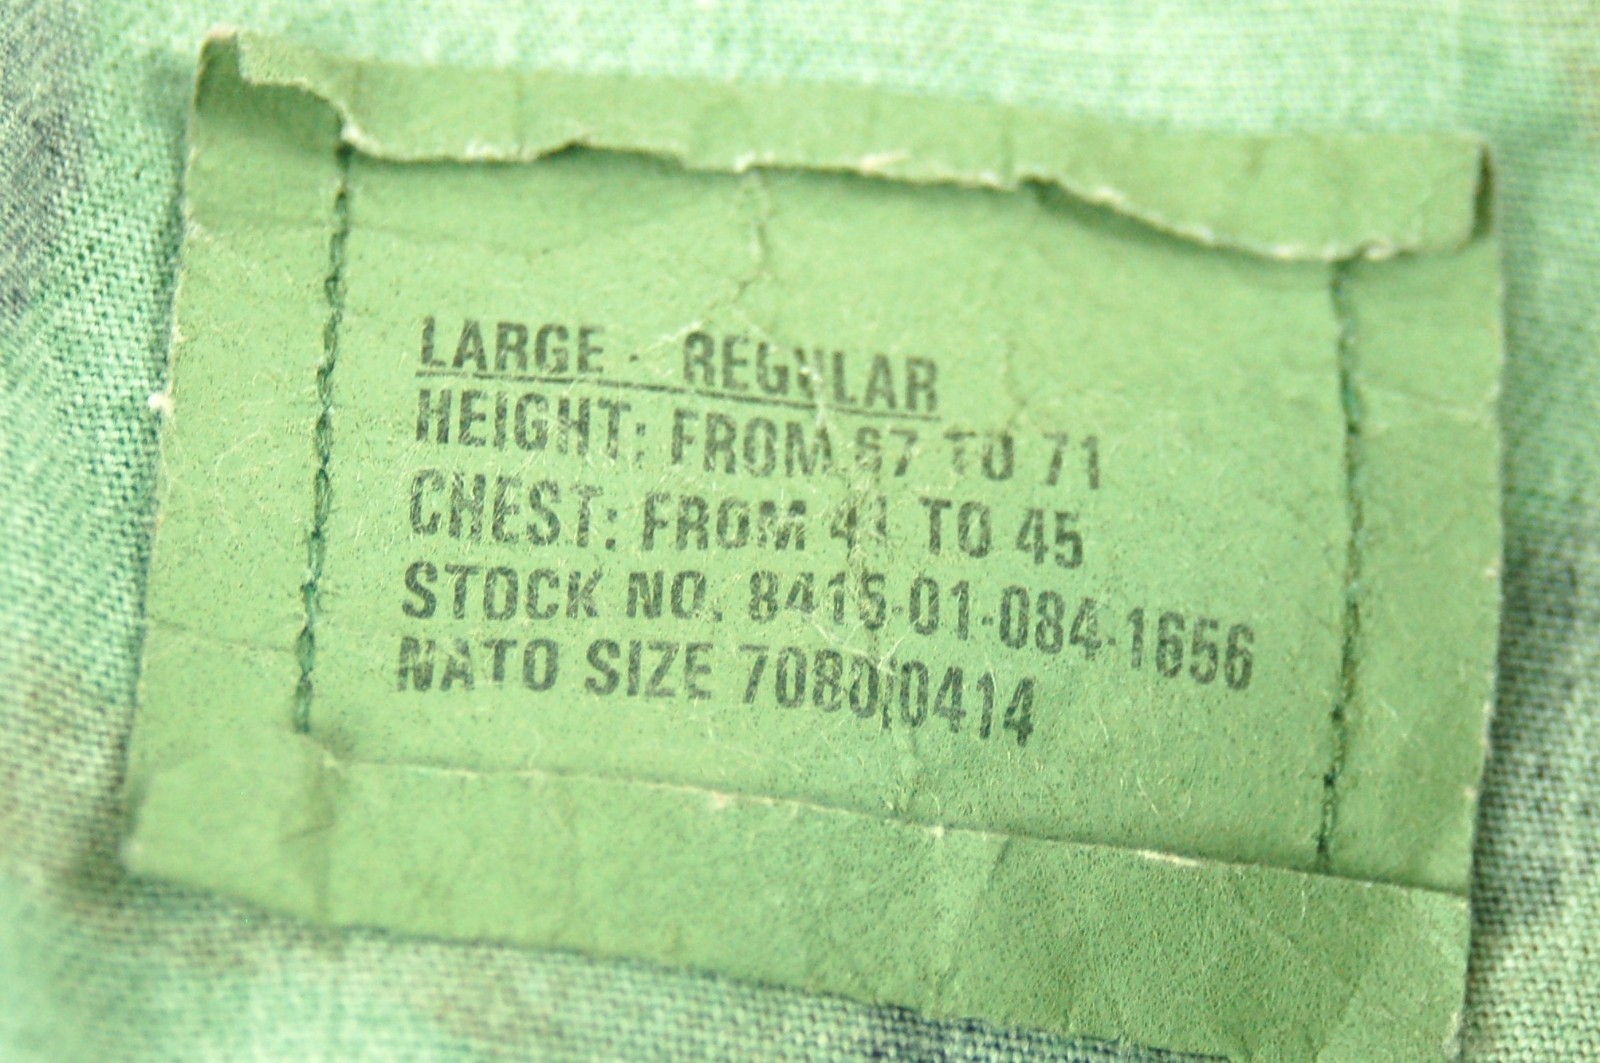 LARGE - REGULAR
HEIGHT: FROM 67 TO 71
CHEST: FROM 41 TO 45
STOCK NO. 8415-01-084-1656
NATO SIZE 7080/0414